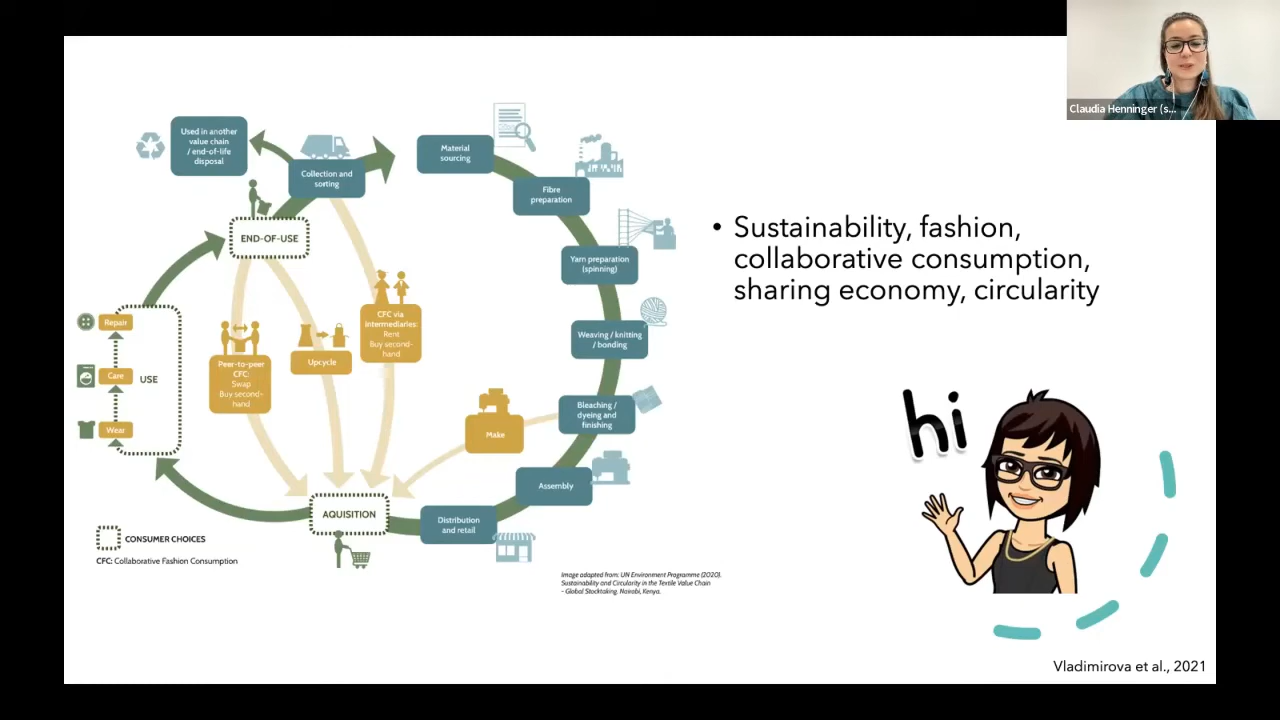 Claudia Henninger (s...
Used in another
value chain
/ end-of-life
disposal
Collection and
sorting
Material
sourcing
Fibre
preparation
Yarn preparation
(spinning)
Weaving / knitting
/ bonding
Bleaching /
dyeing and
finishing
Assembly
Distribution
and retail
Make
AQUISITION
END-OF-USE
CFC via
intermediaries:
Rent
Buy second-
hand
Upcycle
Peer-to-peer
CFC:
Swap
Buy second-
hand
Repair
Care
USE
Wear
CONSUMER CHOICES
CFC: Collaborative Fashion Consumption
Image adapted from: UN Environment Programme (2020).
Sustainability and Circularity in the Textile Value Chain
- Global Stocktaking. Nairobi, Kenya.
• Sustainability, fashion,
collaborative consumption,
sharing economy, circularity
hi
Vladimirova et al., 2021